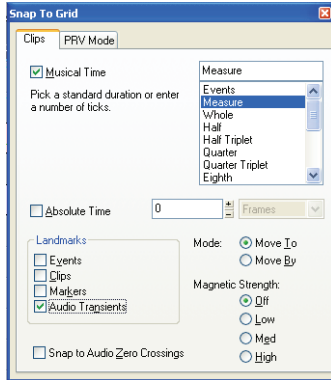 Snap To Grid
Clips
PRV Mode
Musical Time
Measure
Pick a standard duration or enter
a number of ticks.
Events
Measure
Whole
Half
Half Triplet
Quarter
Quarter Triplet
Eighth
Absolute Time
0
Frames
Landmarks
Events
Clips
Markers
Audio Transients
Mode:
Move To
Move By
Magnetic Strength:
Off
Low
Med
High
Snap to Audio Zero Crossings